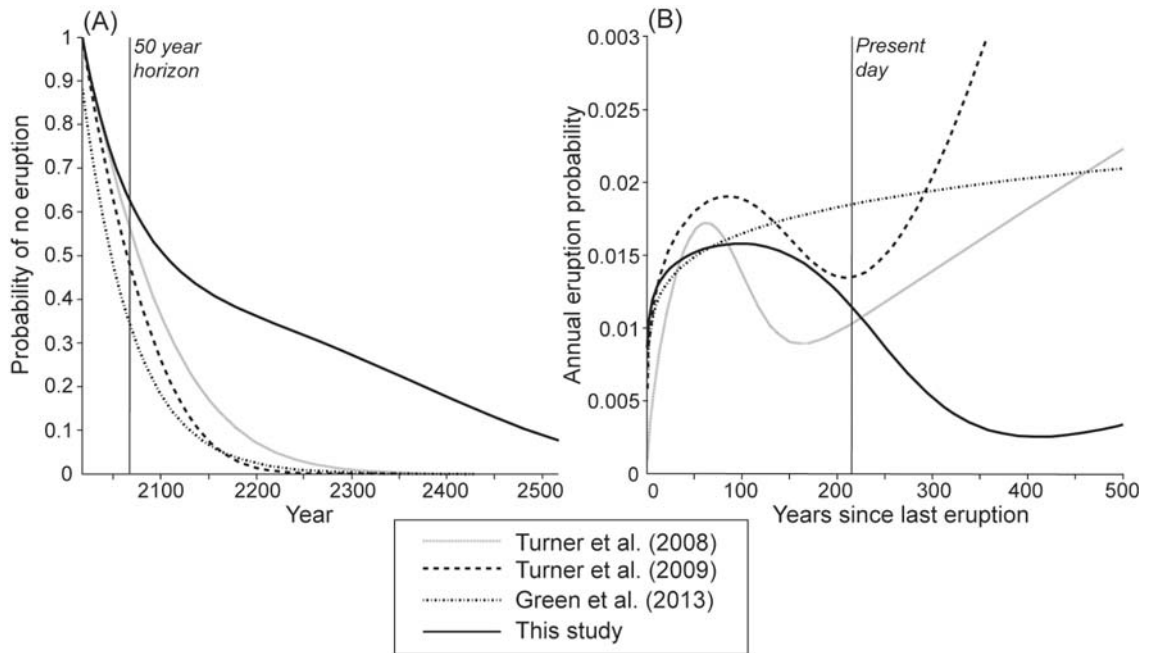 (A)
50 year
horizon
Probability of no eruption
1
0.9
0.8
0.7
0.6
0.5
0.4
0.3
0.2
0.1
0
2100
2200
2300
2400
2500
Year
(B)
Present
day
Annual eruption probability
0.003
0.025
0.02
0.015
0.01
0.005
0
0
100
200
300
400
500
Years since last eruption
Turner et al. (2008)
Turner et al. (2009)
Green et al. (2013)
This study